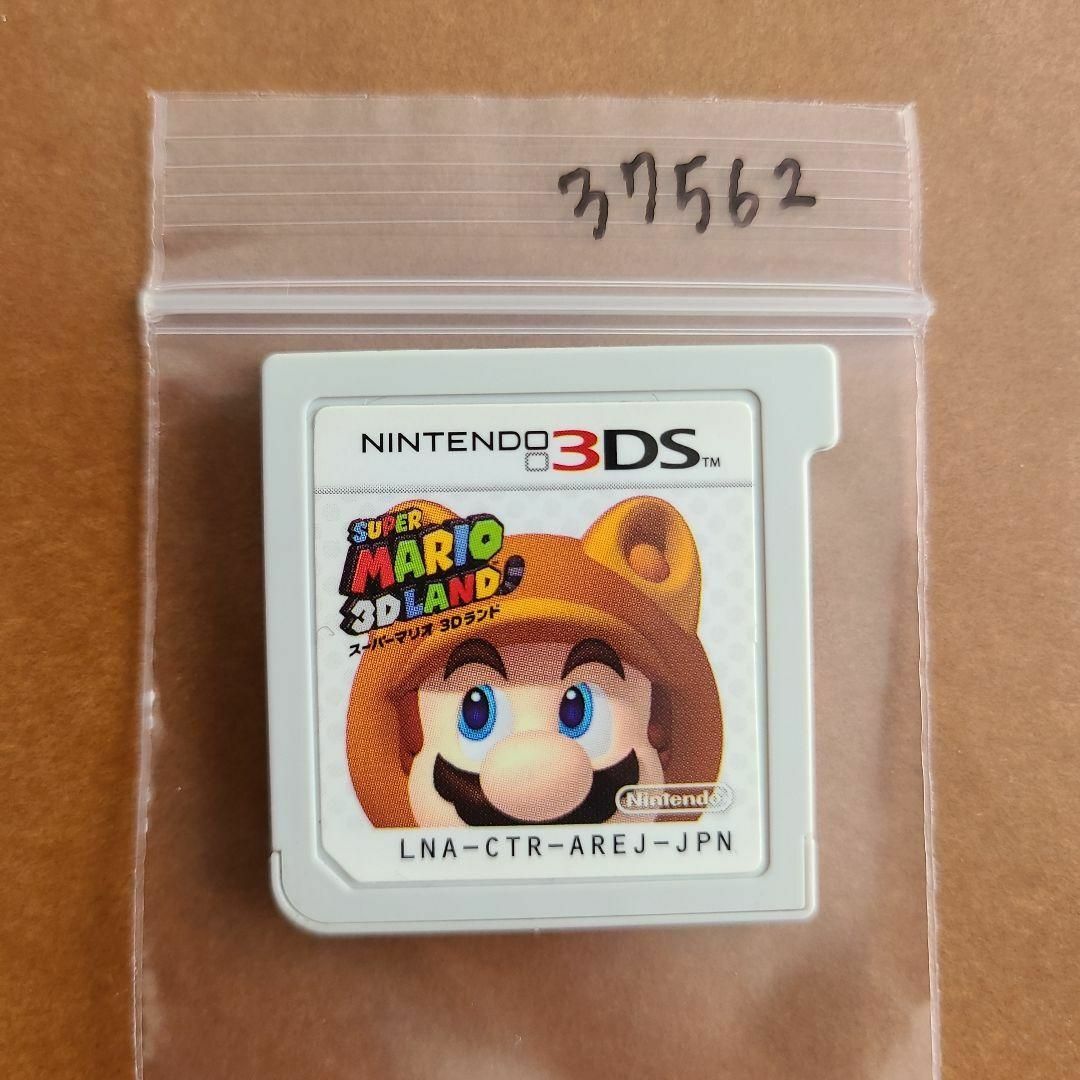 37562
NINTENDO 3DS TM
SUPER
MARIO
3D LAND
スーパーマリオ 3Dランド
Nintendo
LNA-CTR-AREJ-JPN